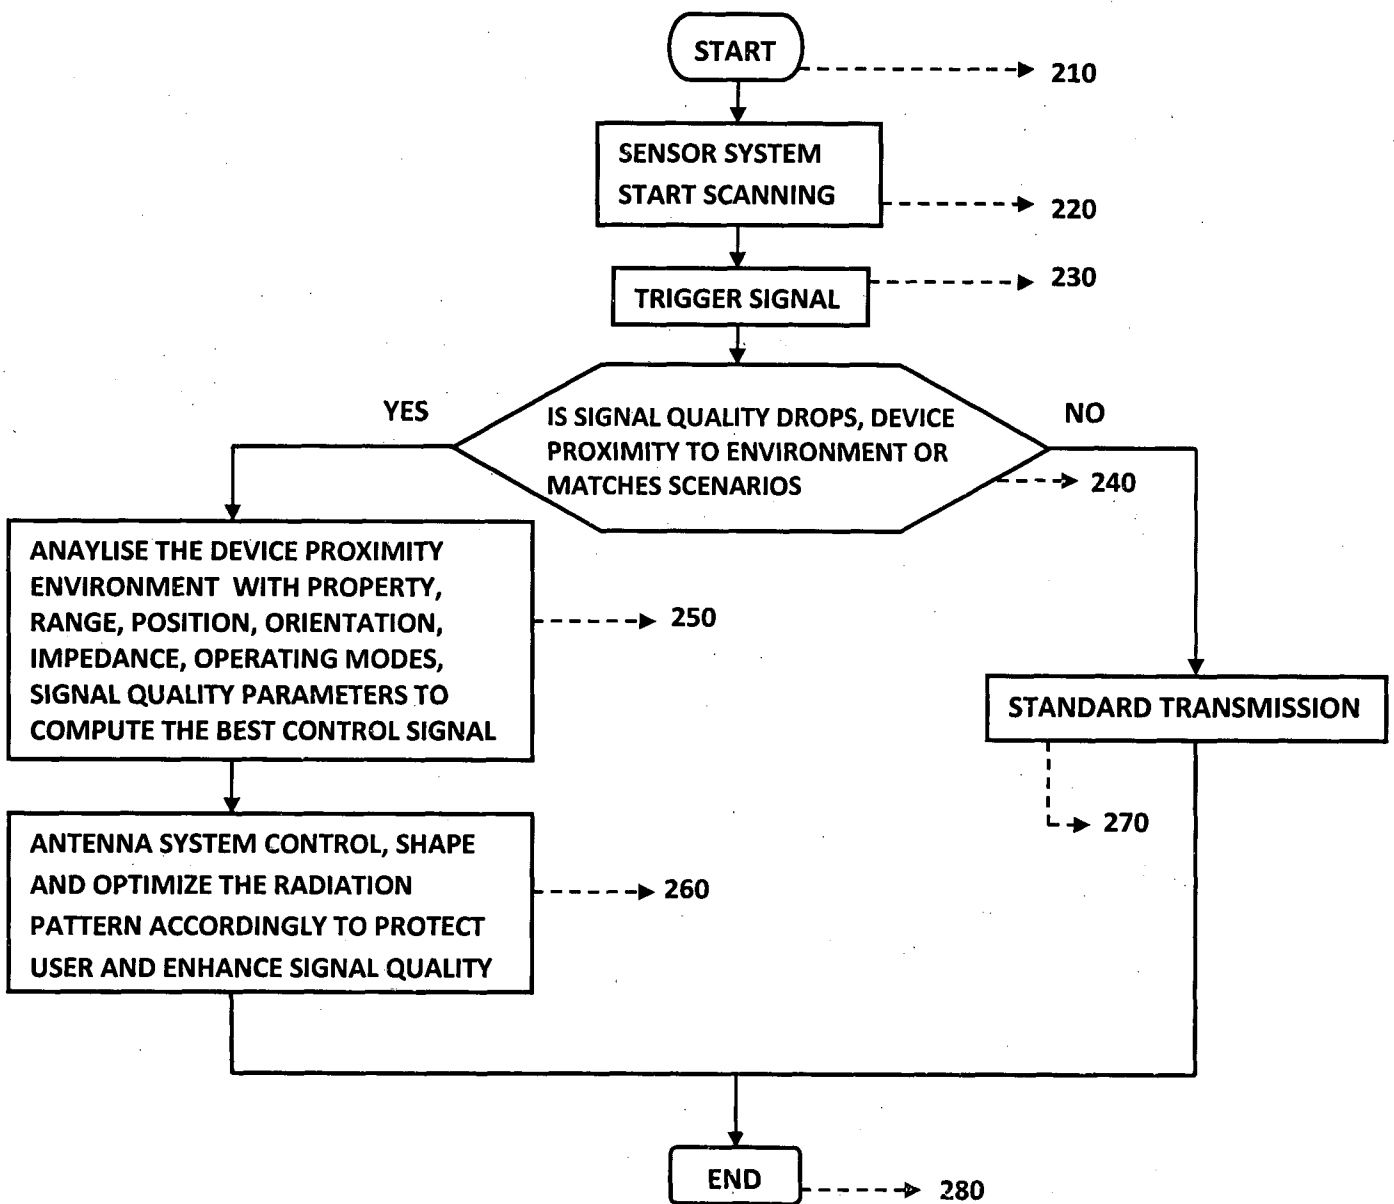 START
210
SENSOR SYSTEM
START SCANNING
220
230
TRIGGER SIGNAL
YES
IS SIGNAL QUALITY DROPS, DEVICE
PROXIMITY TO ENVIRONMENT OR
MATCHES SCENARIOS
NO
240
ANAYLISE THE DEVICE PROXIMITY
ENVIRONMENT WITH PROPERTY,
RANGE, POSITION, ORIENTATION,
IMPEDANCE, OPERATING MODES,
SIGNAL QUALITY PARAMETERS TO
COMPUTE THE BEST CONTROL SIGNAL
250
STANDARD TRANSMISSION
270
ANTENNA SYSTEM CONTROL, SHAPE
AND OPTIMIZE THE RADIATION
PATTERN ACCORDINGLY TO PROTECT
USER AND ENHANCE SIGNAL QUALITY
260
END
280